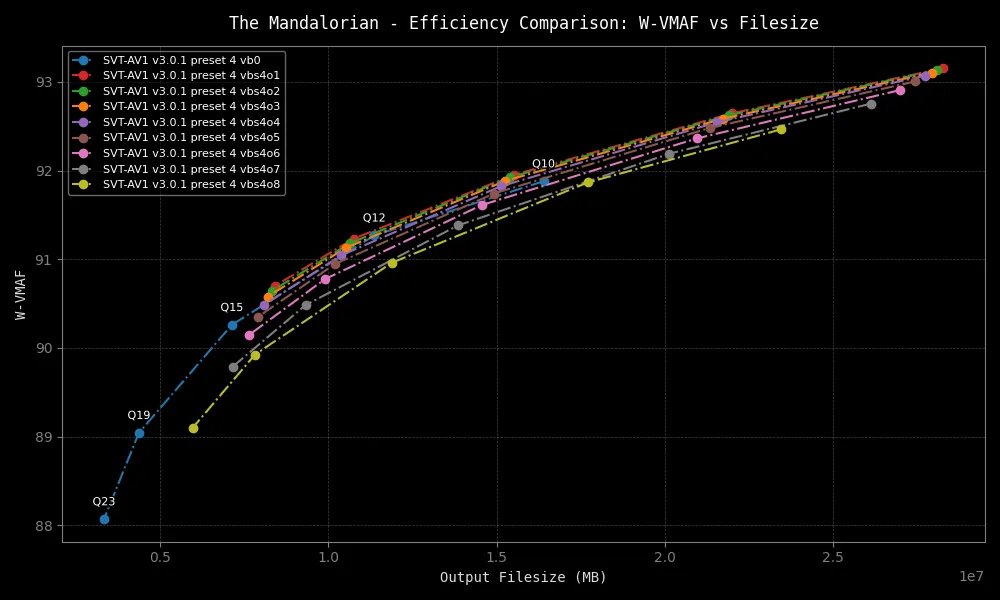 The Mandalorian - Efficiency Comparison: W-VMAF vs Filesize
SVT-AV1 v3.0.1 preset 4 vb0
SVT-AV1 v3.0.1 preset 4 vbs4o1
SVT-AV1 v3.0.1 preset 4 vbs4o2
SVT-AV1 v3.0.1 preset 4 vbs4o3
SVT-AV1 v3.0.1 preset 4 vbs4o4
SVT-AV1 v3.0.1 preset 4 vbs4o5
SVT-AV1 v3.0.1 preset 4 vbs4o6
SVT-AV1 v3.0.1 preset 4 vbs4o7
SVT-AV1 v3.0.1 preset 4 vbs4o8
93
92
91
90
89
88
W-VMAF
Q10
Q12
Q15
Q19
Q23
0.5
1.0
1.5
2.0
2.5
1e7
Output Filesize (MB)